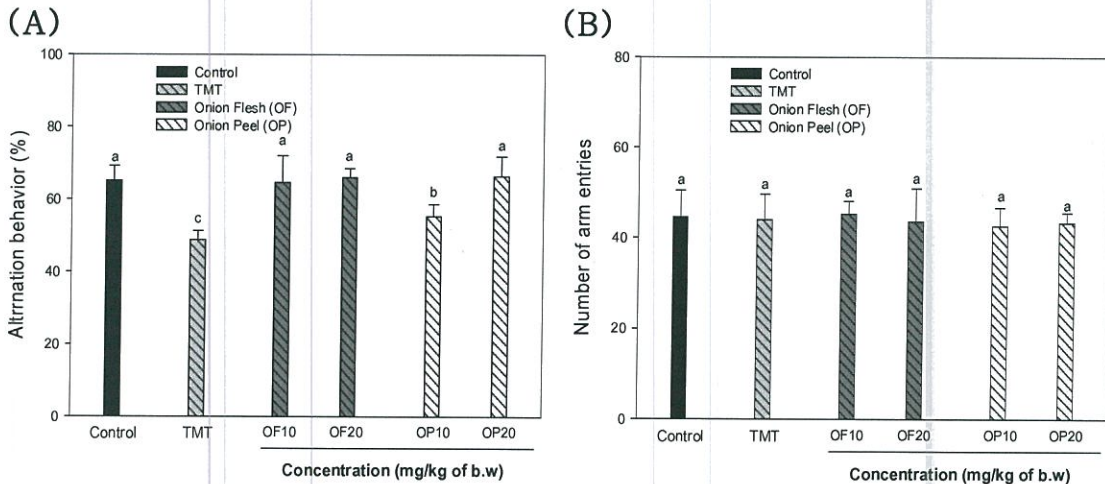 (A)
100
80
60
40
20
0
Altrrnation behavior (%)
Control
TMT
Onion Flesh (OF)
Onion Peel (OP)
a
c
a
a
b
a
Control
TMT
OF10
OF20
OP10
OP20
Concentration (mg/kg of b.w)
(B)
80
60
40
20
0
Number of arm entries
Control
TMT
Onion Flesh (OF)
Onion Peel (OP)
a
a
a
a
a
a
Control
TMT
OF10
OF20
OP10
OP20
Concentration (mg/kg of b.w)